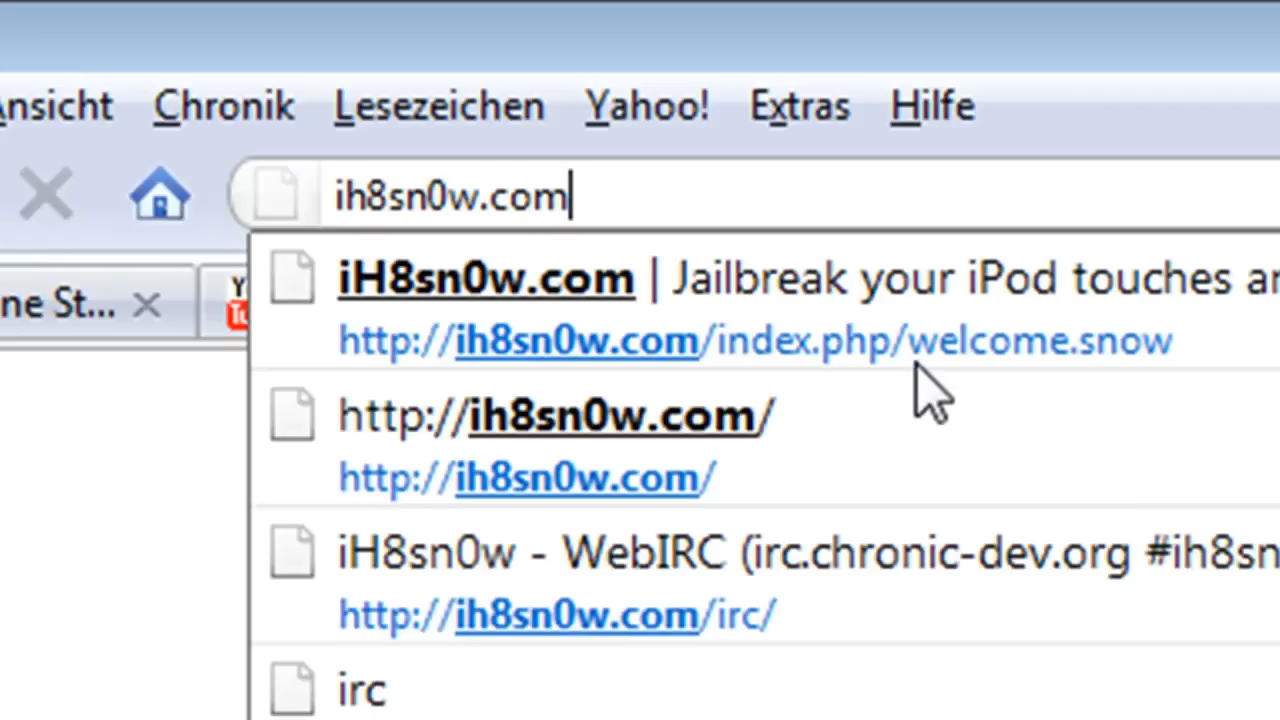 Ansicht Chronik Lesezeichen Yahoo! Extras Hilfe
ih8sn0w.com
ne St...
iH8sn0w.com | Jailbreak your iPod touches an
http://ih8sn0w.com/index.php/welcome.snow
http://ih8sn0w.com/
http://ih8sn0w.com/
iH8sn0w - WebIRC (irc.chronic-dev.org #ih8sn
http://ih8sn0w.com/irc/
irc